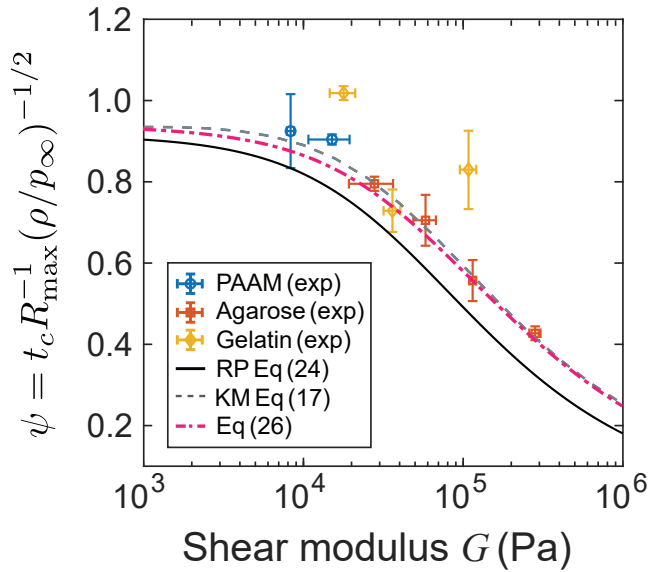 ψ = t_c R_max^{-1} (ρ/p_∞)^{-1/2}
1.2
1.0
0.8
0.6
0.4
0.2
PAAM (exp)
Agarose (exp)
Gelatin (exp)
RP Eq (24)
KM Eq (17)
Eq (26)
10^3 10^4 10^5 10^6
Shear modulus G (Pa)